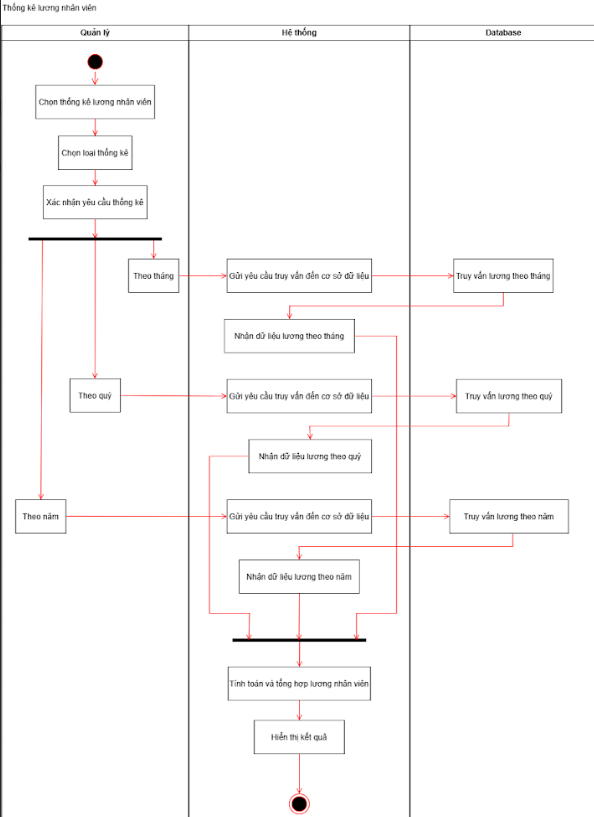 Thống kê lương nhân viên
Quản lý
Hệ thống
Database
Chọn thống kê lương nhân viên
Chọn loại thống kê
Xác nhận yêu cầu thống kê
Theo tháng
Gửi yêu cầu truy vấn đến cơ sở dữ liệu
Truy vấn lương theo tháng
Nhận dữ liệu lương theo tháng
Theo quý
Gửi yêu cầu truy vấn đến cơ sở dữ liệu
Truy vấn lương theo quý
Nhận dữ liệu lương theo quý
Theo năm
Gửi yêu cầu truy vấn đến cơ sở dữ liệu
Truy vấn lương theo năm
Nhận dữ liệu lương theo năm
Tính toán và tổng hợp lương nhân viên
Hiển thị kết quả